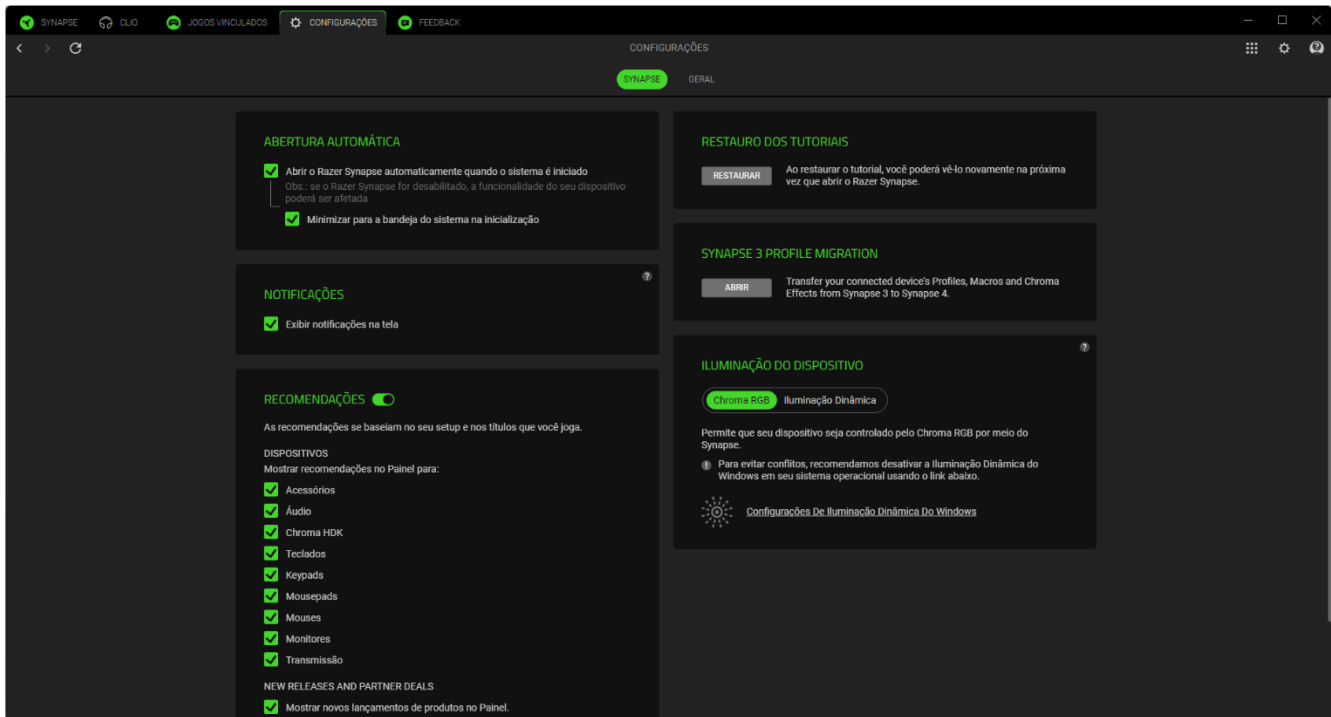 SYNAPSE
CLIO
JOGOS VINCULADOS
CONFIGURAÇÕES
FEEDBACK
CONFIGURAÇÕES
SYNAPSE
GERAL
ABERTURA AUTOMÁTICA
Abrir o Razer Synapse automaticamente quando o sistema é iniciado
Obs.: se o Razer Synapse for desabilitado, a funcionalidade do seu dispositivo
poderá ser afetada
Minimizar para a bandeja do sistema na inicialização
NOTIFICAÇÕES
Exibir notificações na tela
RECOMENDAÇÕES
As recomendações se baseiam no seu setup e nos títulos que você joga.
DISPOSITIVOS
Mostrar recomendações no Painel para:
Acessórios
Áudio
Chroma HDK
Teclados
Keypads
Mousepads
Mouses
Monitores
Transmissão
NEW RELEASES AND PARTNER DEALS
Mostrar novos lançamentos de produtos no Painel.
RESTAURO DOS TUTORIAIS
RESTAURAR
Ao restaurar o tutorial, você poderá vê-lo novamente na próxima
vez que abrir o Razer Synapse.
SYNAPSE 3 PROFILE MIGRATION
ABRIR
Transfer your connected device's Profiles, Macros and Chroma
Effects from Synapse 3 to Synapse 4.
ILUMINAÇÃO DO DISPOSITIVO
Chroma RGB
Iluminação Dinâmica
Permite que seu dispositivo seja controlado pelo Chroma RGB por meio do
Synapse.
Para evitar conflitos, recomendamos desativar a Iluminação Dinâmica do
Windows em seu sistema operacional usando o link abaixo.
Configurações De Iluminação Dinâmica Do Windows